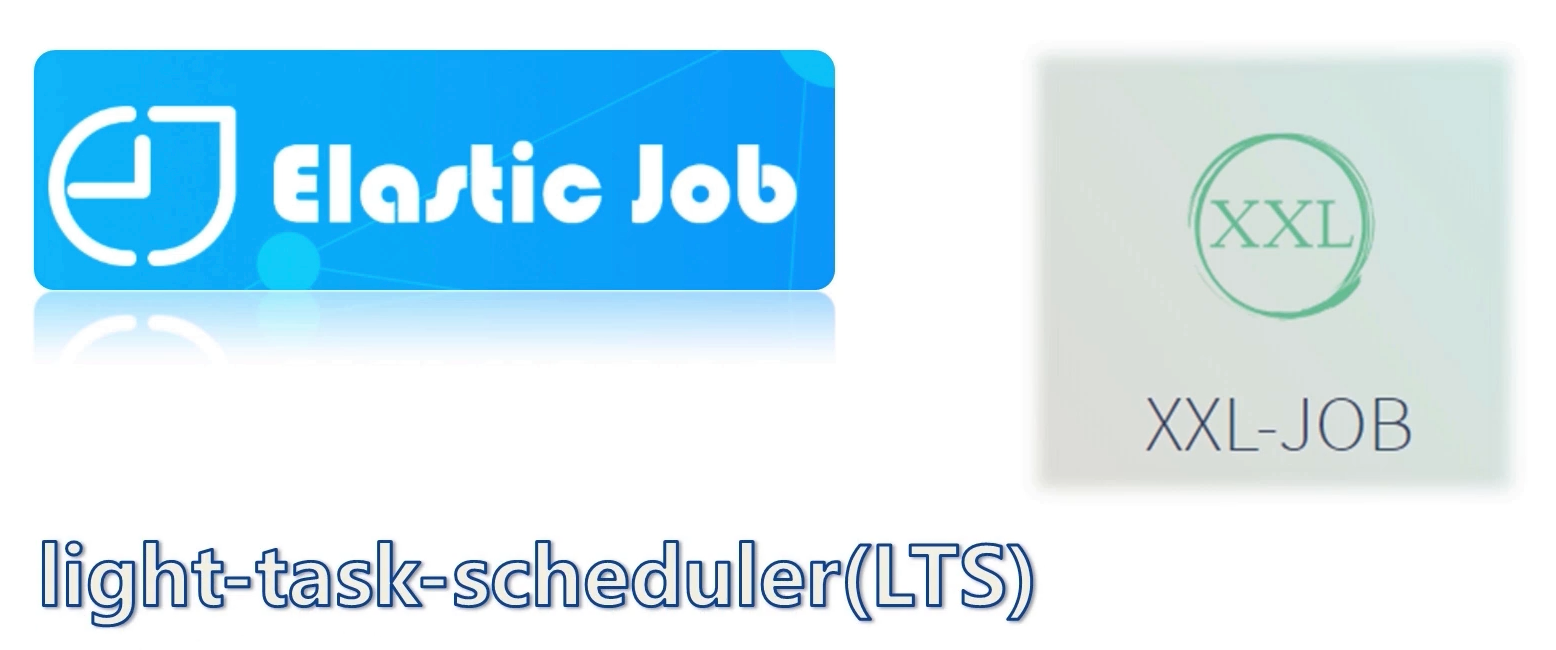 Elastic Job
XXL
XXL-JOB
light-task-scheduler(LTS)